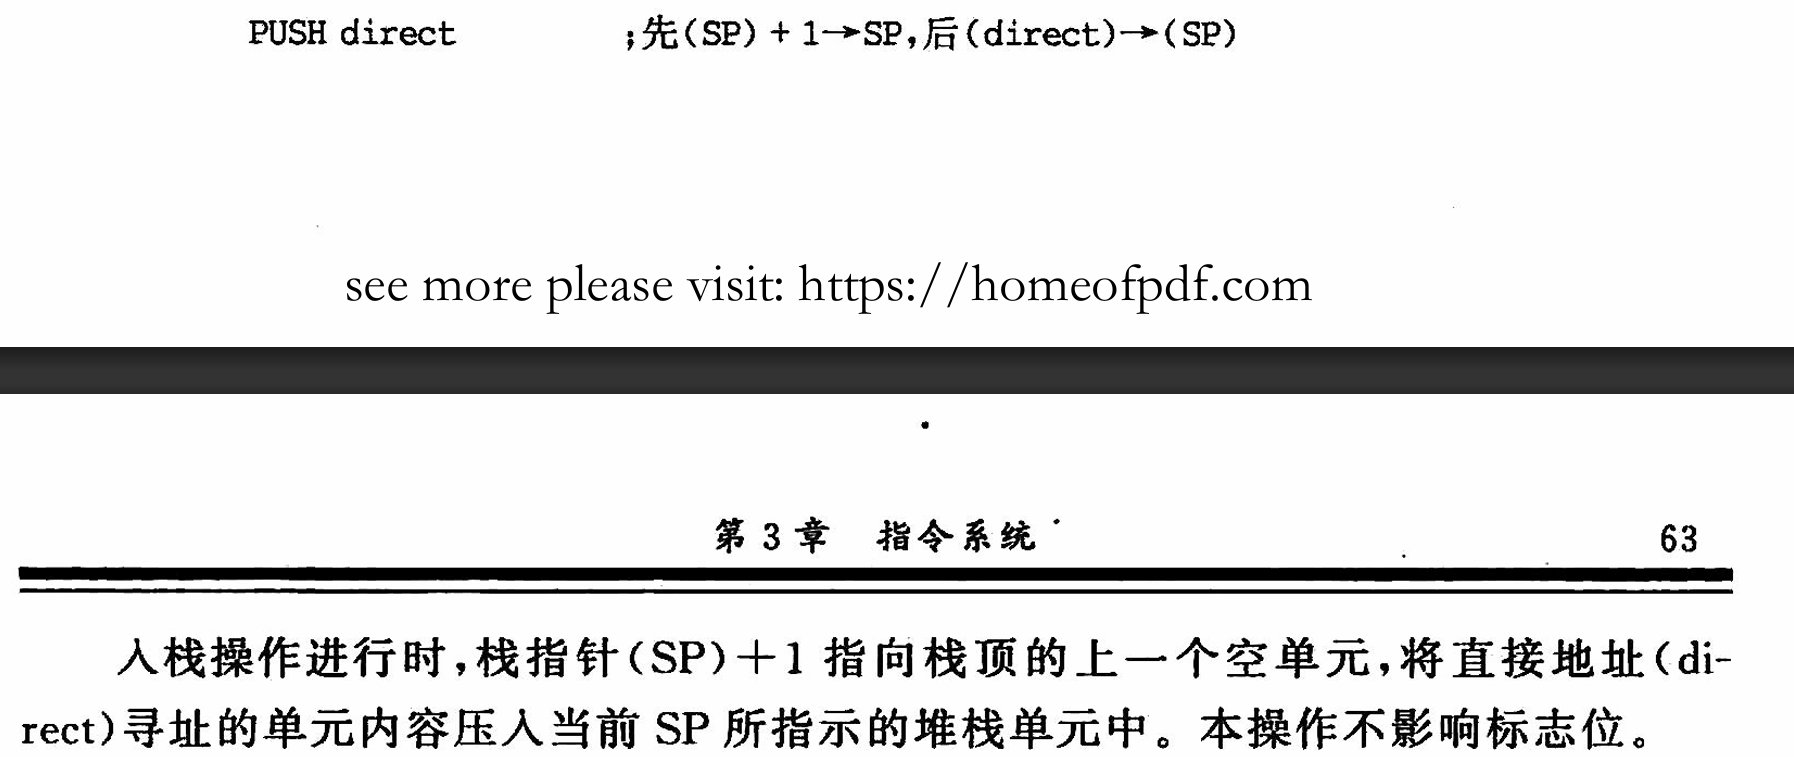 PUSH direct ;先(SP)+1→SP,后(direct)→(SP)
see more please visit: https://homeofpdf.com
第3章 指令系统 63
入栈操作进行时,栈指针(SP)+1指向栈顶的上一个空单元,将直接地址(di-
rect)寻址的单元内容压入当前SP所指示的堆栈单元中。本操作不影响标志位。